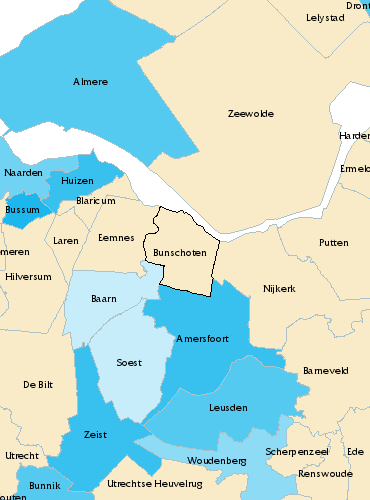 Dront
Lelystad
Almere
Zeewolde
Harder
Ermelo
Naarden
Huizen
Blaricum
Bussum
Laren
Eemnes
Putten
meren
Bunschoten
Hilversum
Nijkerk
Baarn
Amersfoort
Soest
Barneveld
De Bilt
Leusden
Zeist
Utrecht
Scherpenzeel
Ede
Woudenberg
Renswoude
Bunnik
Utrechtse Heuvelrug
outen